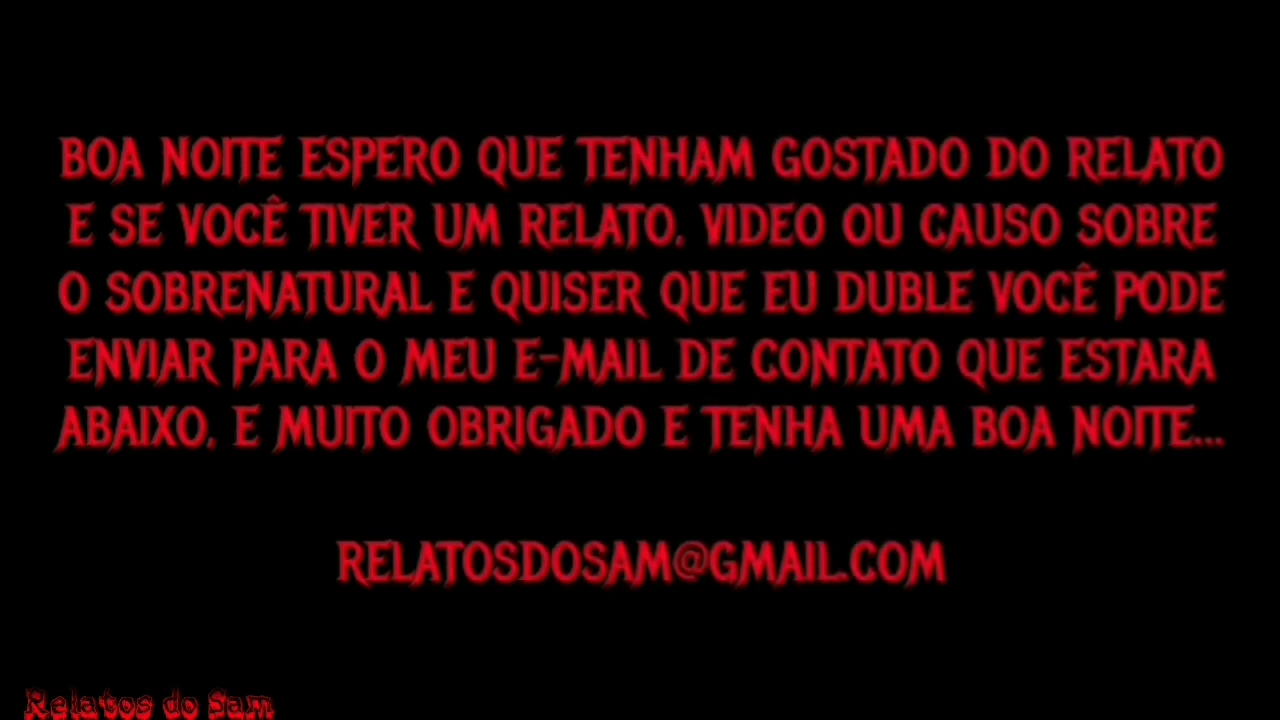 BOA NOITE ESPERO QUE TENHAM GOSTADO DO RELATO
E SE VOCÊ TIVER UM RELATO, VIDEO OU CAUSO SOBRE
O SOBRENATURAL E QUISER QUE EU DUBLE VOCÊ PODE
ENVIAR PARA O MEU E-MAIL DE CONTATO QUE ESTARA
ABAIXO, E MUITO OBRIGADO E TENHA UMA BOA NOITE...
RELATOSDOSAM@GMAIL.COM
Relatos do Sam